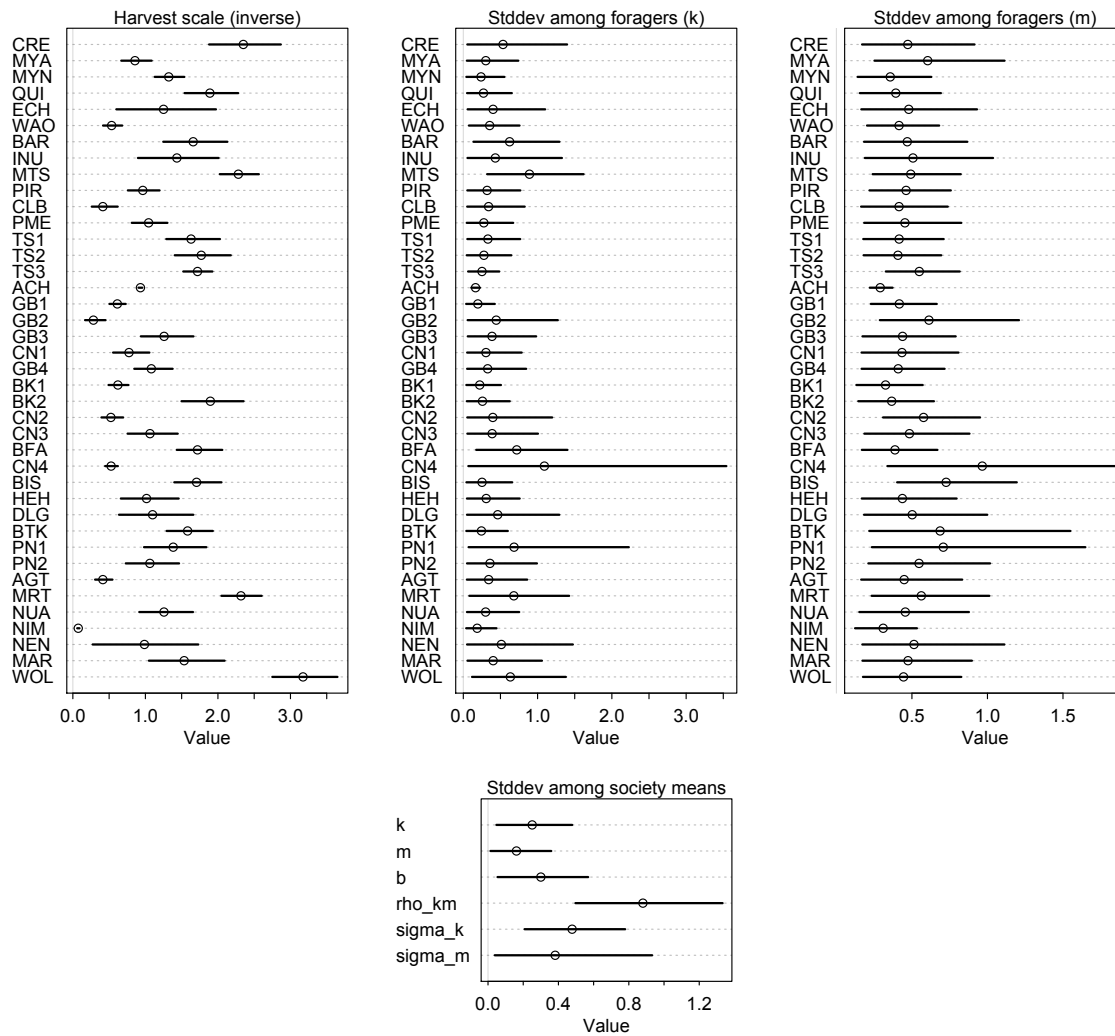 Harvest scale (inverse)
CRE
MYA
MYN
QUI
ECH
WAO
BAR
INU
MTS
PIR
CLB
PME
TS1
TS2
TS3
ACH
GB1
GB2
GB3
CN1
GB4
BK1
BK2
CN2
CN3
BFA
CN4
BIS
HEH
DLG
BTK
PN1
PN2
AGT
MRT
NUA
NIM
NEN
MAR
WOL
0.0 1.0 2.0 3.0
Value
Stddev among foragers (k)
CRE
MYA
MYN
QUI
ECH
WAO
BAR
INU
MTS
PIR
CLB
PME
TS1
TS2
TS3
ACH
GB1
GB2
GB3
CN1
GB4
BK1
BK2
CN2
CN3
BFA
CN4
BIS
HEH
DLG
BTK
PN1
PN2
AGT
MRT
NUA
NIM
NEN
MAR
WOL
0.0 1.0 2.0 3.0
Value
Stddev among foragers (m)
CRE
MYA
MYN
QUI
ECH
WAO
BAR
INU
MTS
PIR
CLB
PME
TS1
TS2
TS3
ACH
GB1
GB2
GB3
CN1
GB4
BK1
BK2
CN2
CN3
BFA
CN4
BIS
HEH
DLG
BTK
PN1
PN2
AGT
MRT
NUA
NIM
NEN
MAR
WOL
0.5 1.0 1.5
Value
Stddev among society means
k
m
b
rho_km
sigma_k
sigma_m
0.0 0.4 0.8 1.2
Value